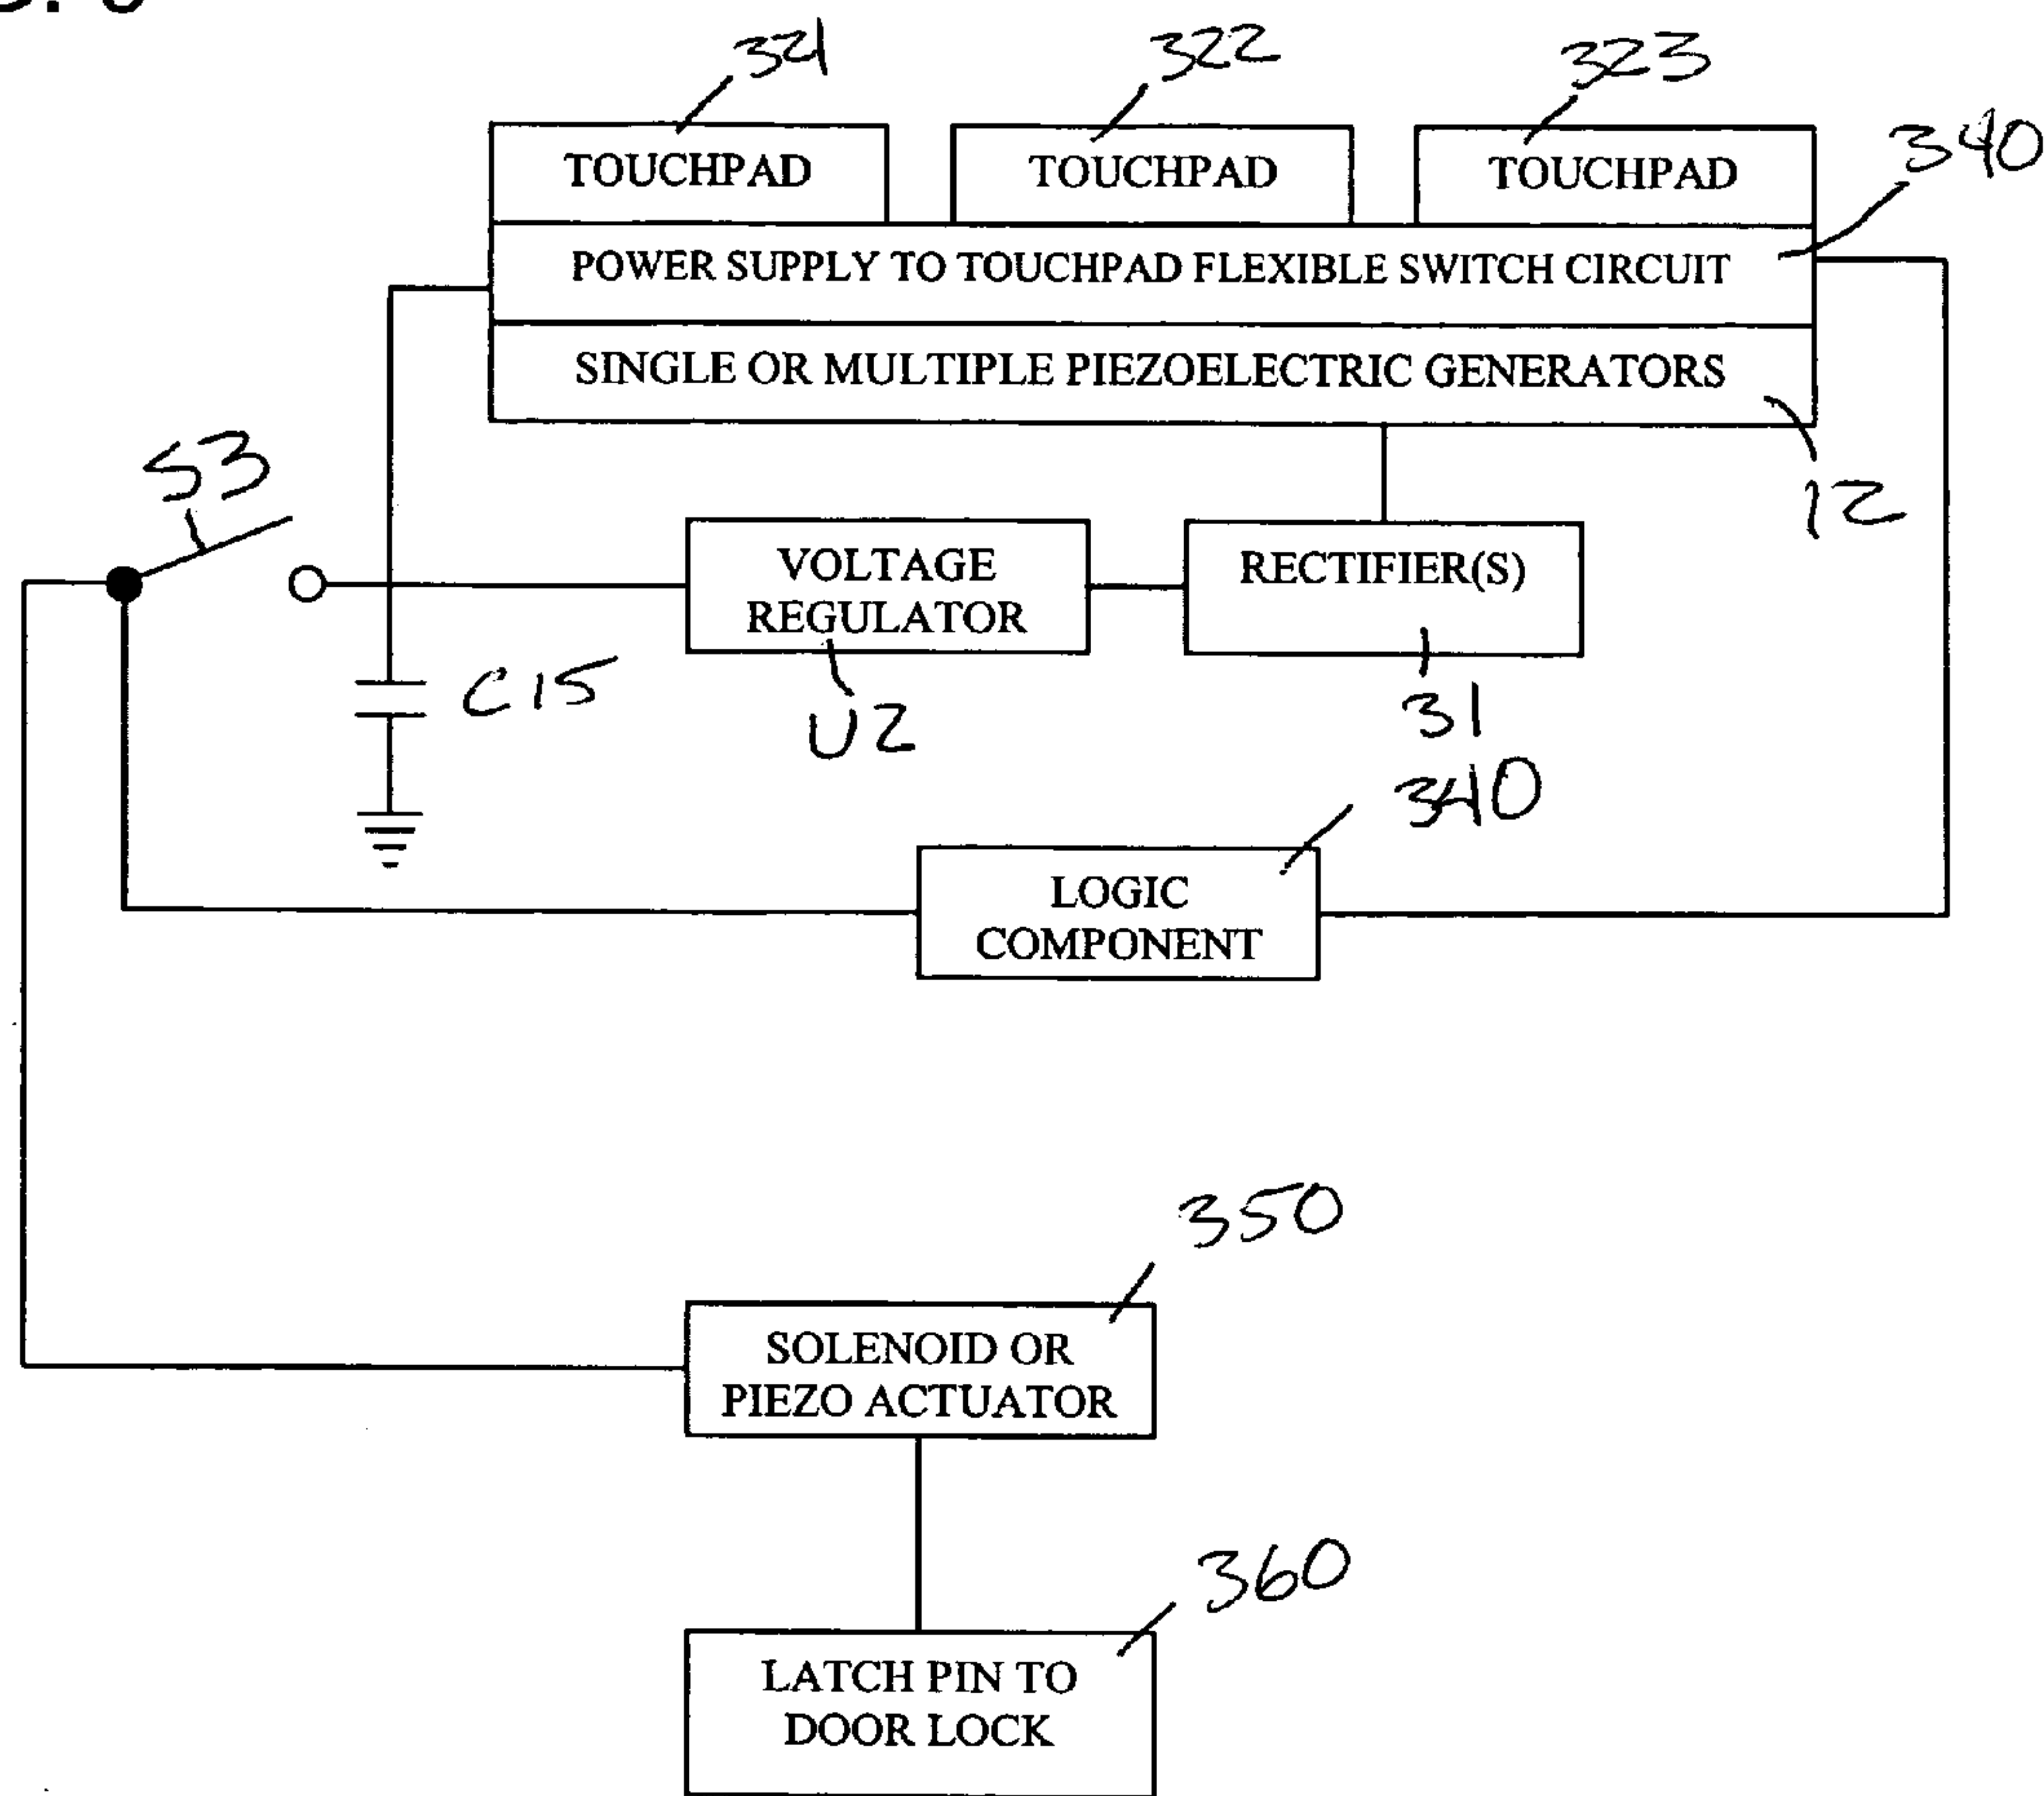 321 322 323
340
TOUCHPAD TOUCHPAD TOUCHPAD
POWER SUPPLY TO TOUCHPAD FLEXIBLE SWITCH CIRCUIT
SINGLE OR MULTIPLE PIEZOELECTRIC GENERATORS
S3
12
VOLTAGE
REGULATOR
RECTIFIER(S)
C15
U2
31
340
LOGIC
COMPONENT
350
SOLENOID OR
PIEZO ACTUATOR
360
LATCH PIN TO
DOOR LOCK